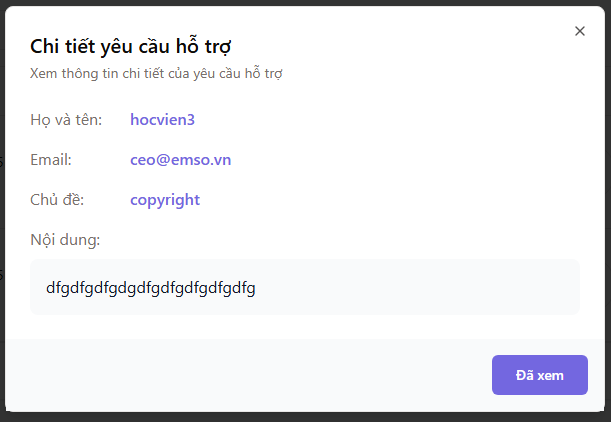 Chi tiết yêu cầu hỗ trợ
Xem thông tin chi tiết của yêu cầu hỗ trợ
Họ và tên: hocvien3
Email: ceo@emso.vn
Chủ đề: copyright
Nội dung:
dfgdfgdfgdgdfgdfgdfgdfgdfg
Đã xem